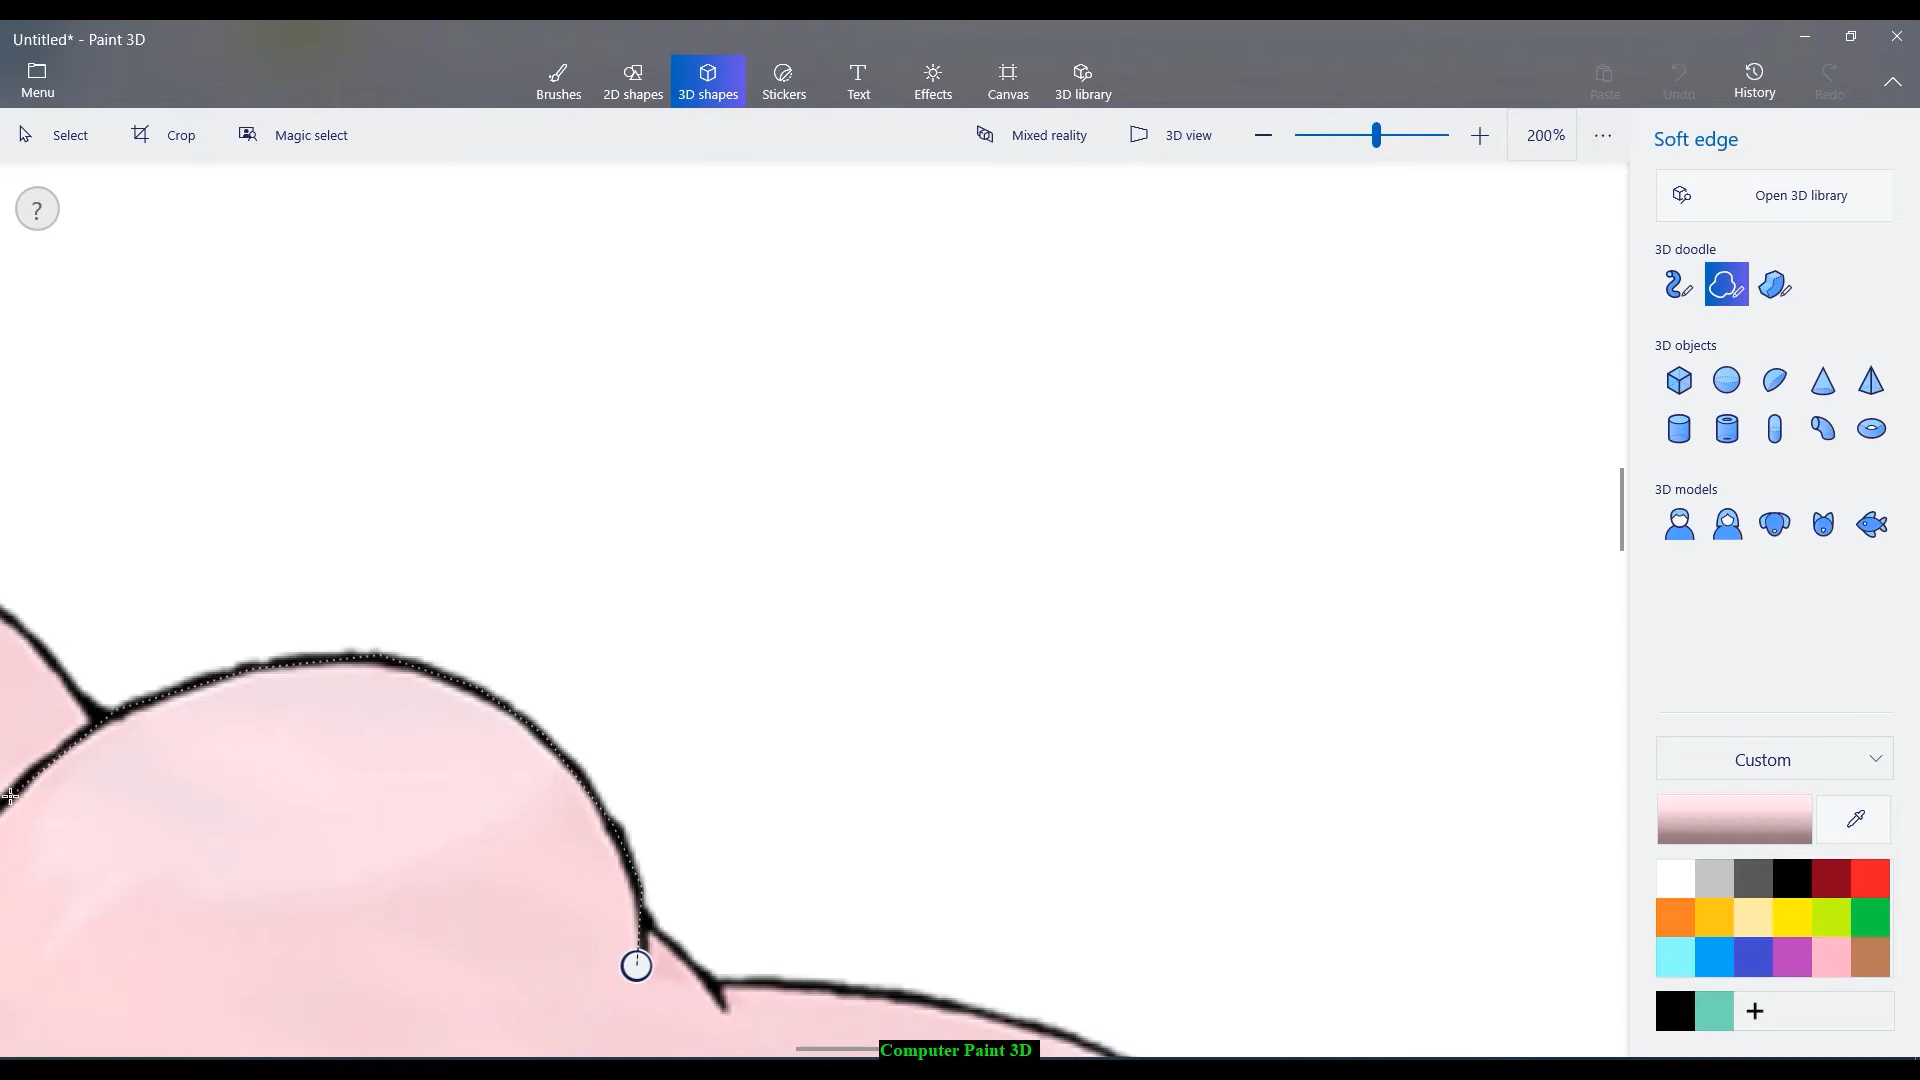 Untitled* - Paint 3D
Menu
Brushes
2D shapes
3D shapes
Stickers
Text
Effects
Canvas
3D library
Paste
Undo
History
Redo
Select
Crop
Magic select
Mixed reality
3D view
200%
Soft edge
?
Open 3D library
3D doodle
3D objects
3D models
Custom
Computer Paint 3D